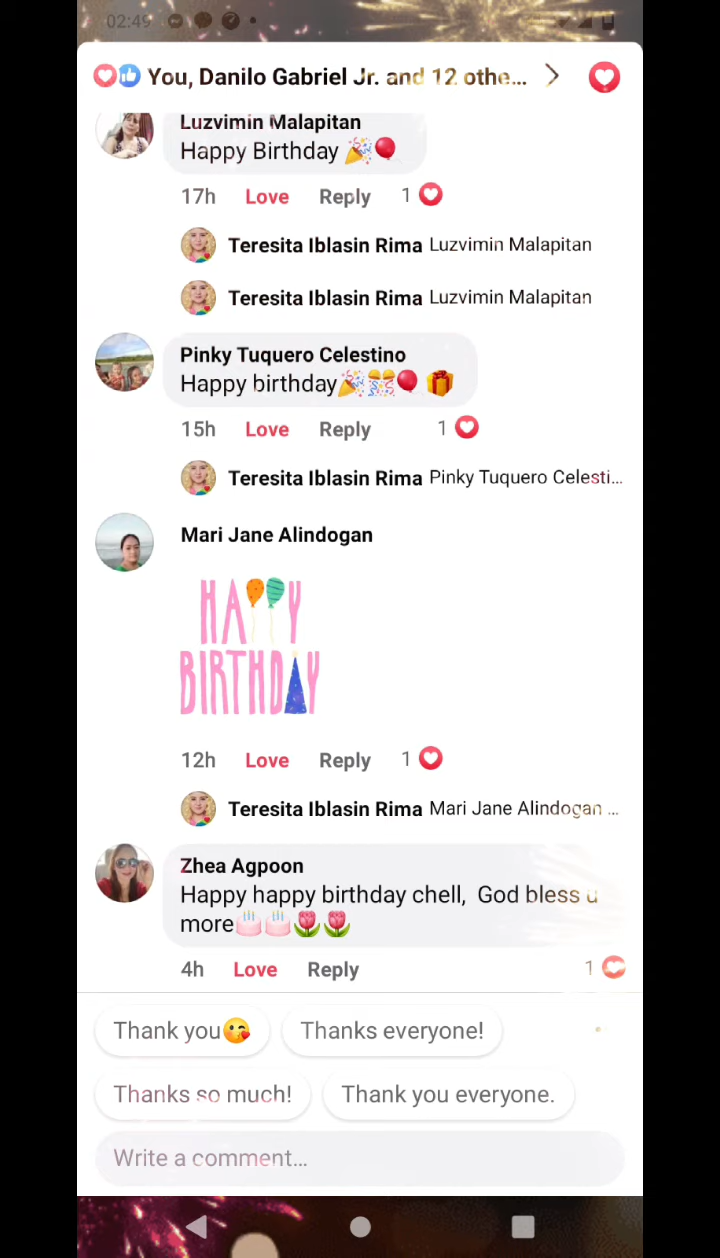 02:49
You, Danilo Gabriel Jr. and 12 othe...
Luzvimin Malapitan
Happy Birthday 🎉🎈
17h Love Reply 1
Teresita Iblasin Rima Luzvimin Malapitan
Teresita Iblasin Rima Luzvimin Malapitan
Pinky Tuquero Celestino
Happy birthday🎉🎊🎈🎁
15h Love Reply 1
Teresita Iblasin Rima Pinky Tuquero Celesti...
Mari Jane Alindogan
HAPPY
BIRTHDAY
12h Love Reply 1
Teresita Iblasin Rima Mari Jane Alindogan ...
Zhea Agpoon
Happy happy birthday chell, God bless u
more🎂🎂🌷🌷
4h Love Reply 1
Thank you😘 Thanks everyone!
Thanks so much! Thank you everyone.
Write a comment...